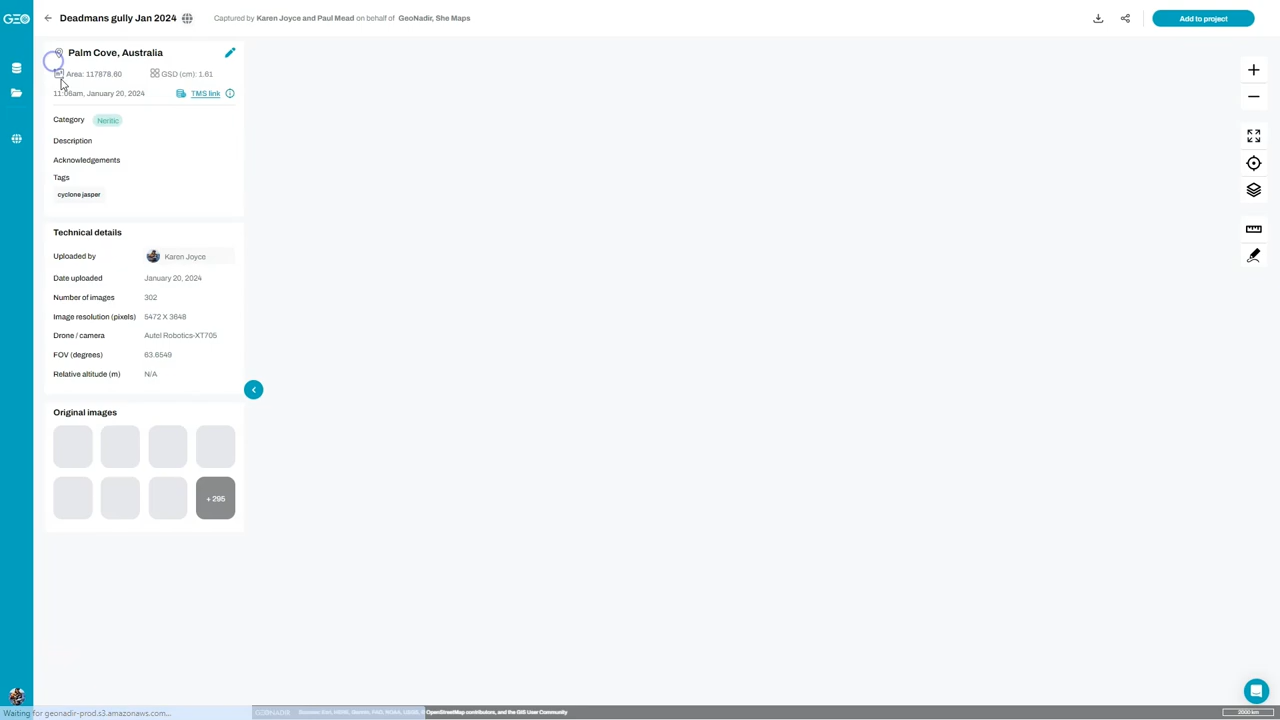 GEO
Deadmans gully Jan 2024
Captured by Karen Joyce and Paul Mead on behalf of GeoNadir, She Maps
Add to project
Palm Cove, Australia
Area: 117878.60
GSD (cm): 1.61
11:06am, January 20, 2024
TMS link
Category
Neritic
Description
Acknowledgements
Tags
cyclone jasper
Technical details
Uploaded by
Karen Joyce
Date uploaded
January 20, 2024
Number of images
302
Image resolution (pixels)
5472 X 3648
Drone / camera
Autel Robotics-XT705
FOV (degrees)
63.6549
Relative altitude (m)
N/A
Original images
+ 295
Waiting for geonadir-prod.s3.amazonaws.com...
GEONADIR
OpenStreetMap contributors, and the GIS User Community
2000 km